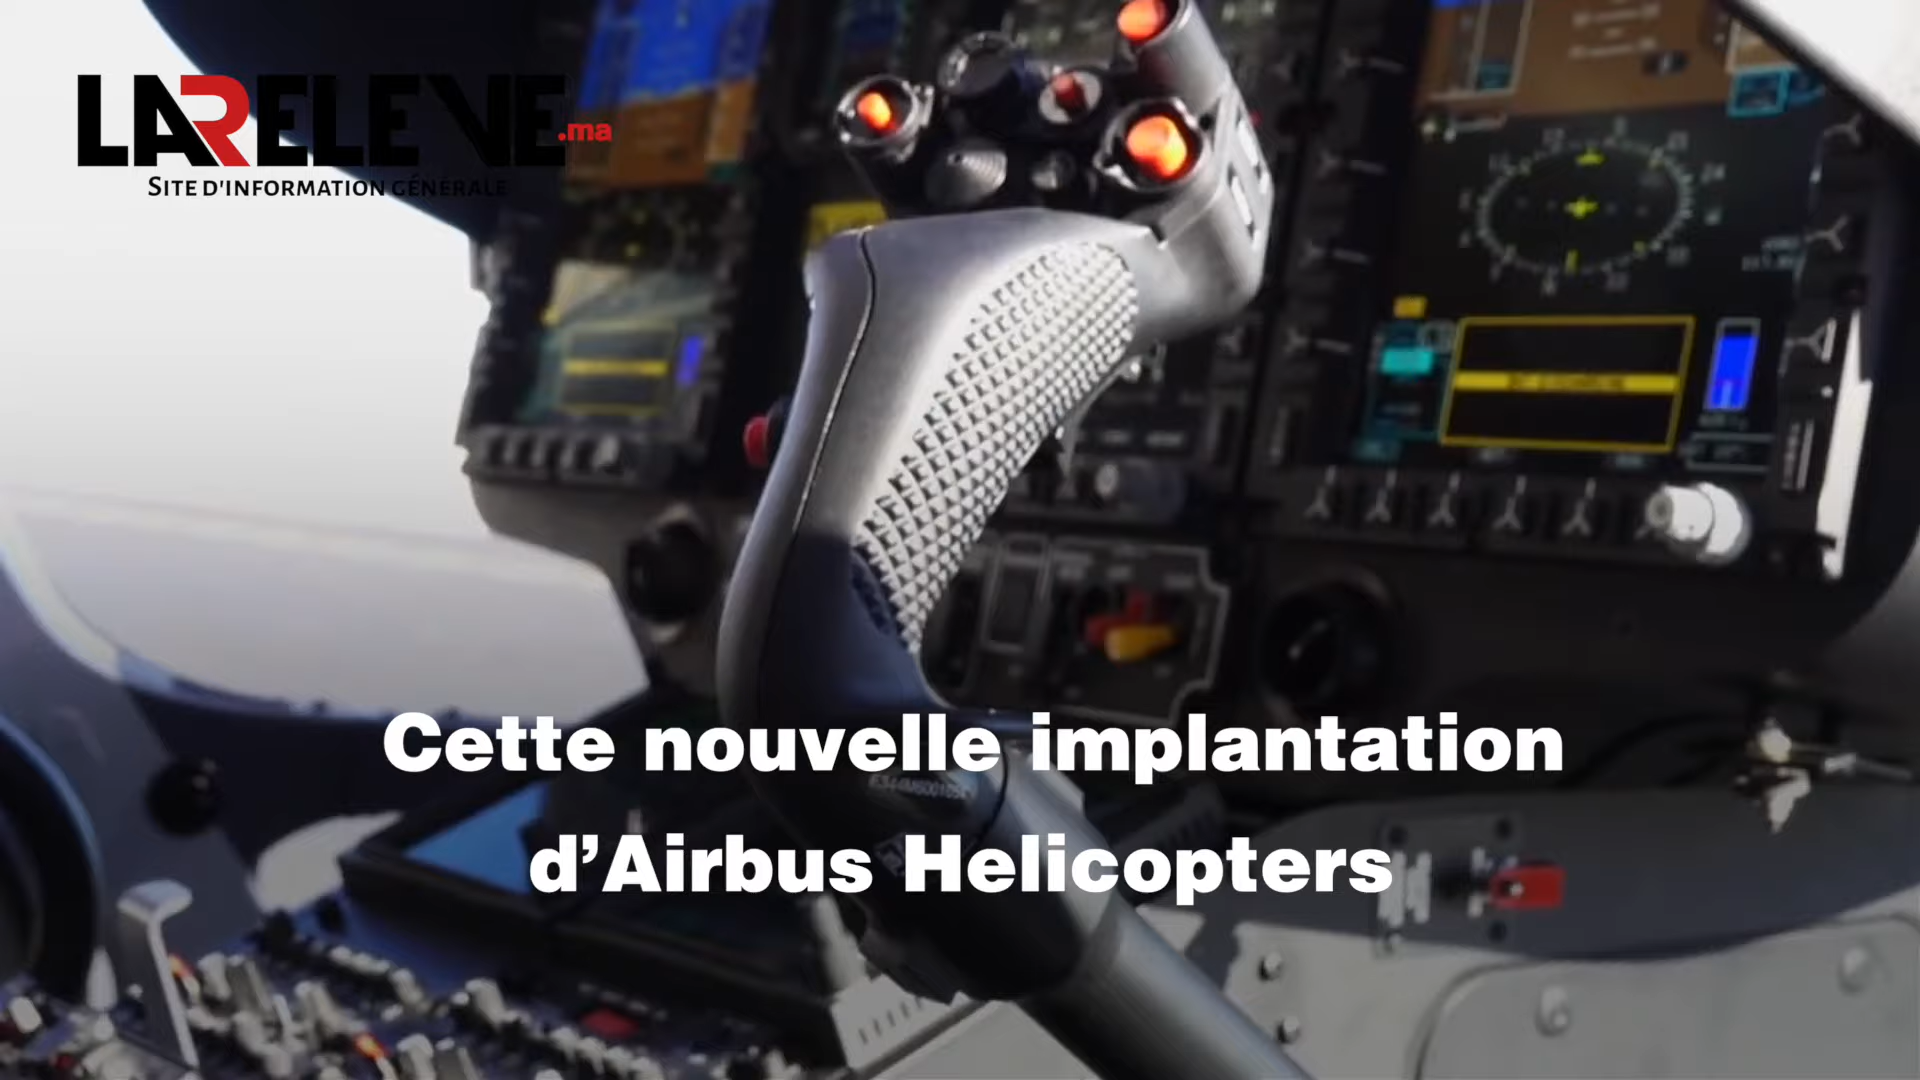 LARELEVE.ma
SITE D'INFORMATION GÉNÉRALE
Cette nouvelle implantation
d’Airbus Helicopters